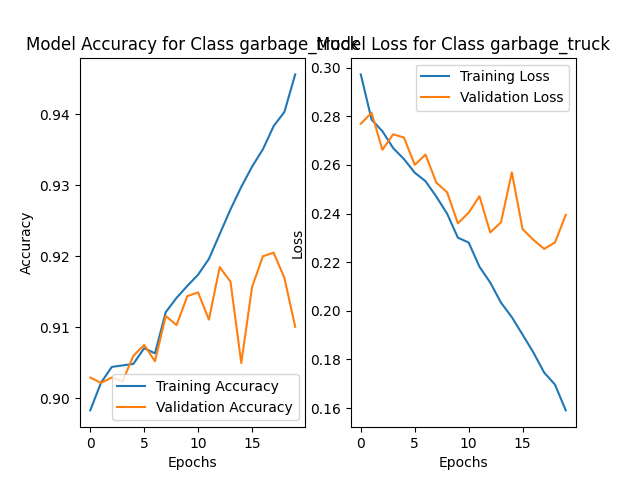 Model Accuracy for Class garbage_truck
Model Loss for Class garbage_truck
Accuracy
0.94
0.93
0.92
0.91
0.90
Training Accuracy
Validation Accuracy
0 5 10 15
Epochs
Loss
0.30
0.28
0.26
0.24
0.22
0.20
0.18
0.16
Training Loss
Validation Loss
0 5 10 15
Epochs